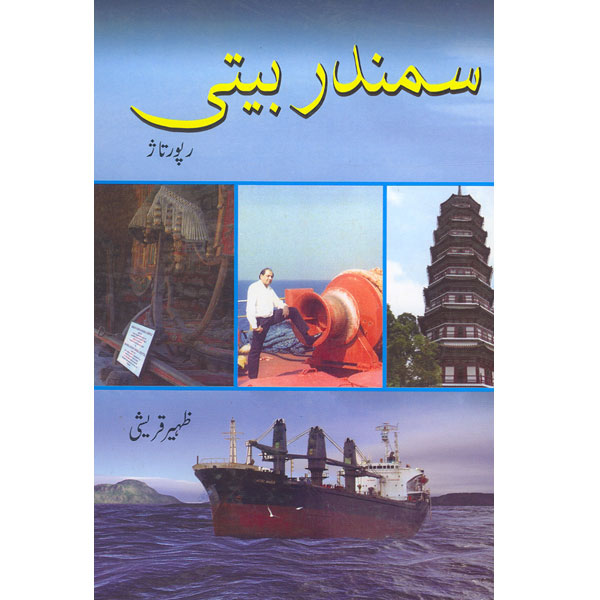 سمندر بیتی
رپورتاژ
ظہیر قریشی